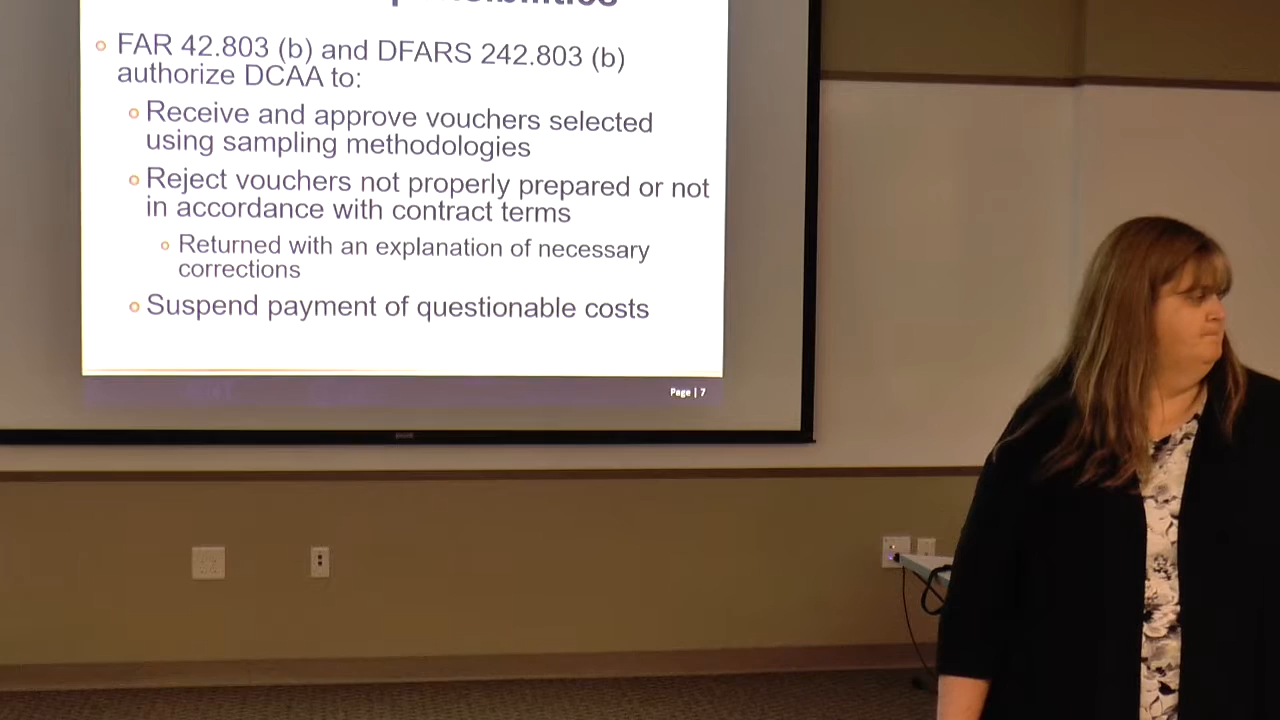 FAR 42.803 (b) and DFARS 242.803 (b)
authorize DCAA to:
Receive and approve vouchers selected
using sampling methodologies
Reject vouchers not properly prepared or not
in accordance with contract terms
Returned with an explanation of necessary
corrections
Suspend payment of questionable costs
Page | 7